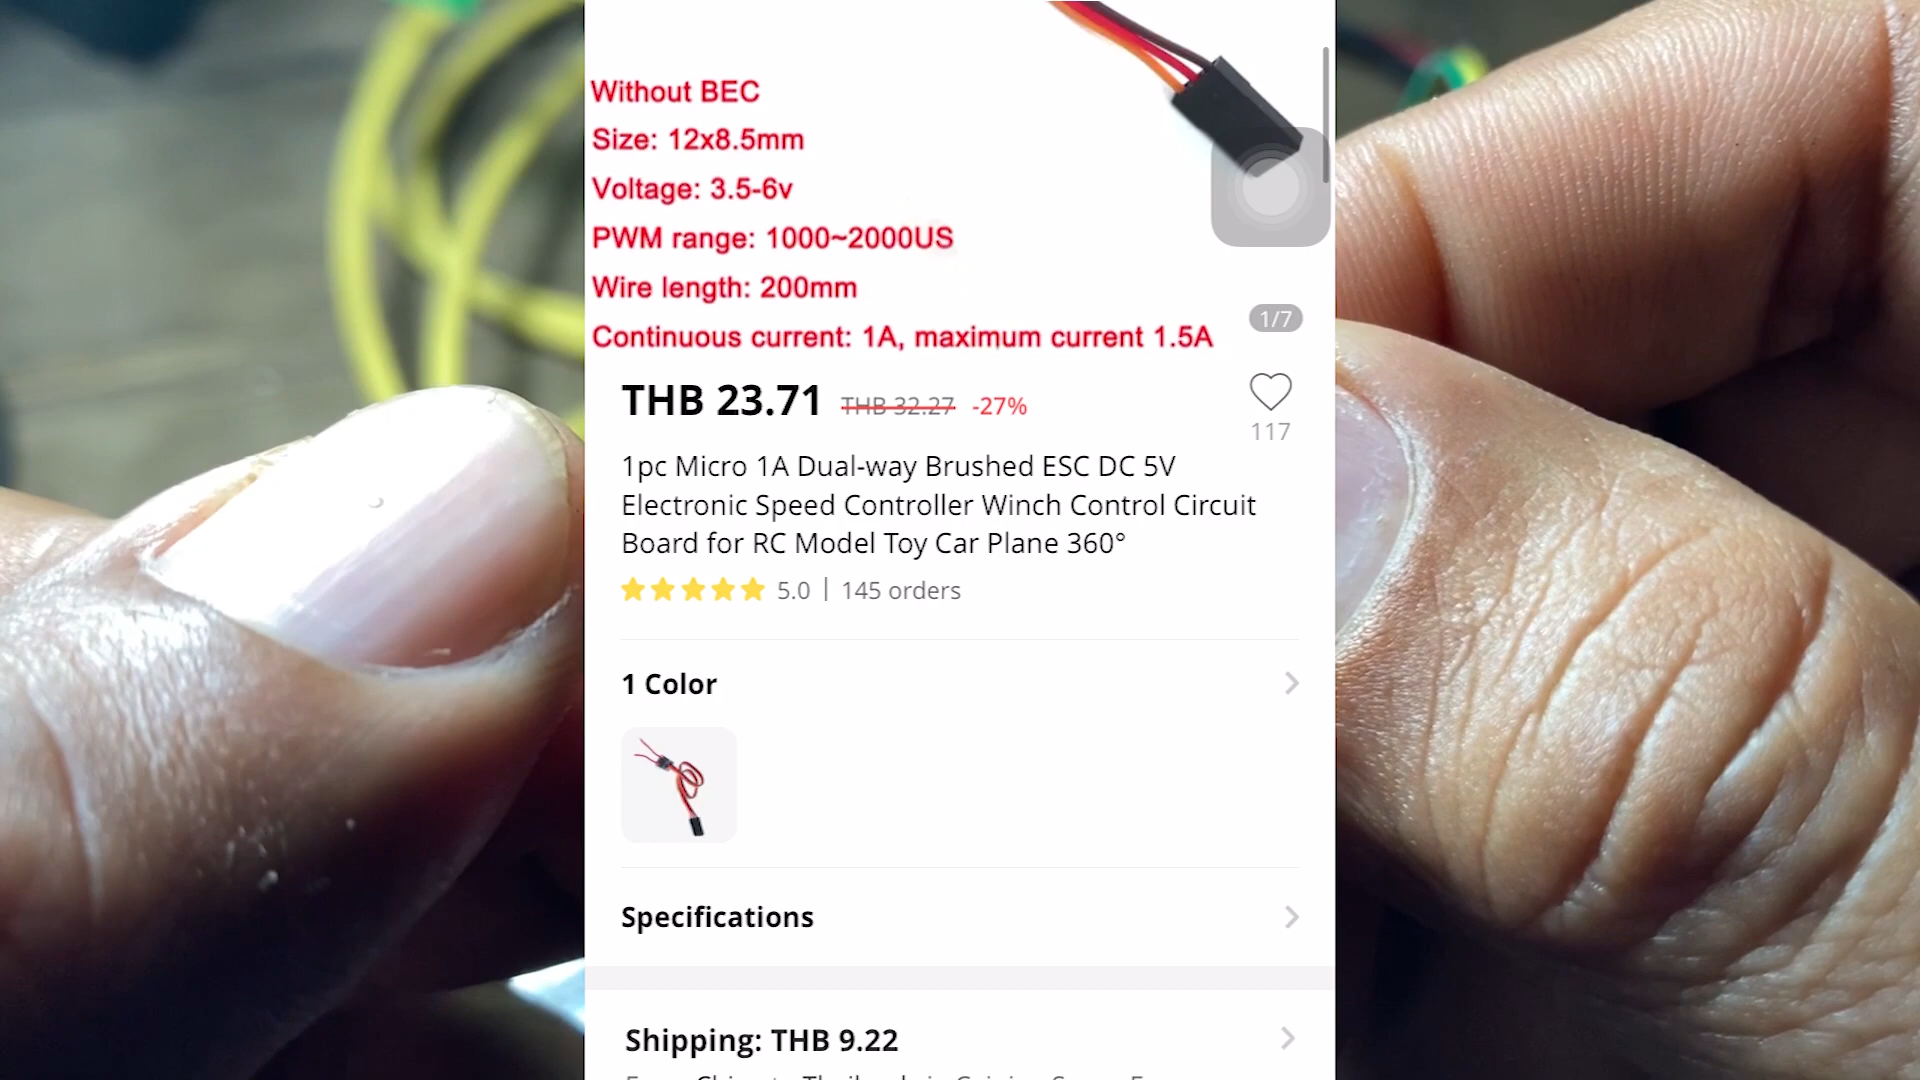 Without BEC
Size: 12x8.5mm
Voltage: 3.5-6v
PWM range: 1000~2000US
Wire length: 200mm
Continuous current: 1A, maximum current 1.5A
1/7
THB 23.71 THB 32.27 -27%
117
1pc Micro 1A Dual-way Brushed ESC DC 5V
Electronic Speed Controller Winch Control Circuit
Board for RC Model Toy Car Plane 360°
5.0 | 145 orders
1 Color
Specifications
Shipping: THB 9.22